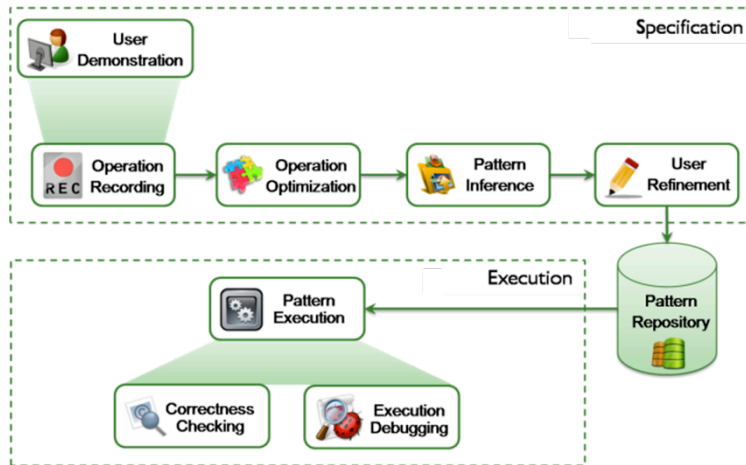 Specification
User
Demonstration
REC
Operation
Recording
Operation
Optimization
Pattern
Inference
User
Refinement
Execution
Pattern
Execution
Pattern
Repository
Correctness
Checking
Execution
Debugging